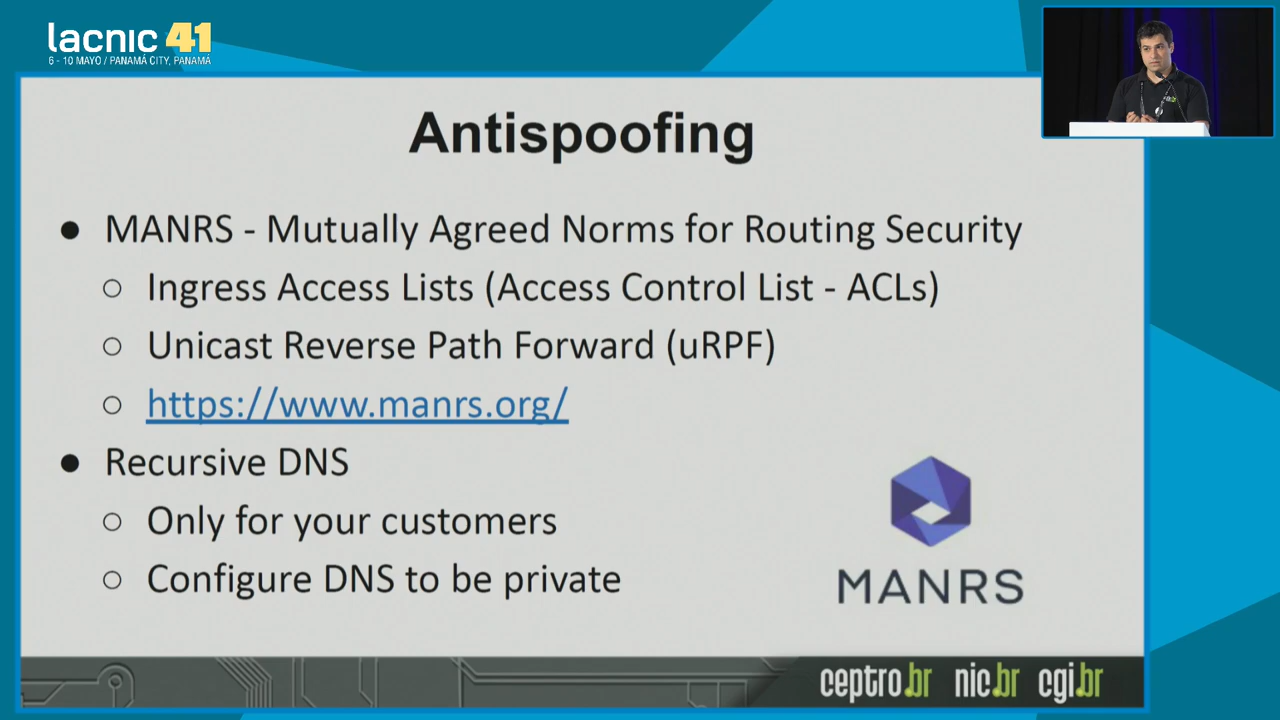 lacnic 41
6 - 10 MAYO / PANAMÁ CITY, PANAMÁ
Antispoofing
● MANRS - Mutually Agreed Norms for Routing Security
○ Ingress Access Lists (Access Control List - ACLs)
○ Unicast Reverse Path Forward (uRPF)
○ https://www.manrs.org/
● Recursive DNS
○ Only for your customers
○ Configure DNS to be private
MANRS
ceptro.br nic.br cgi.br